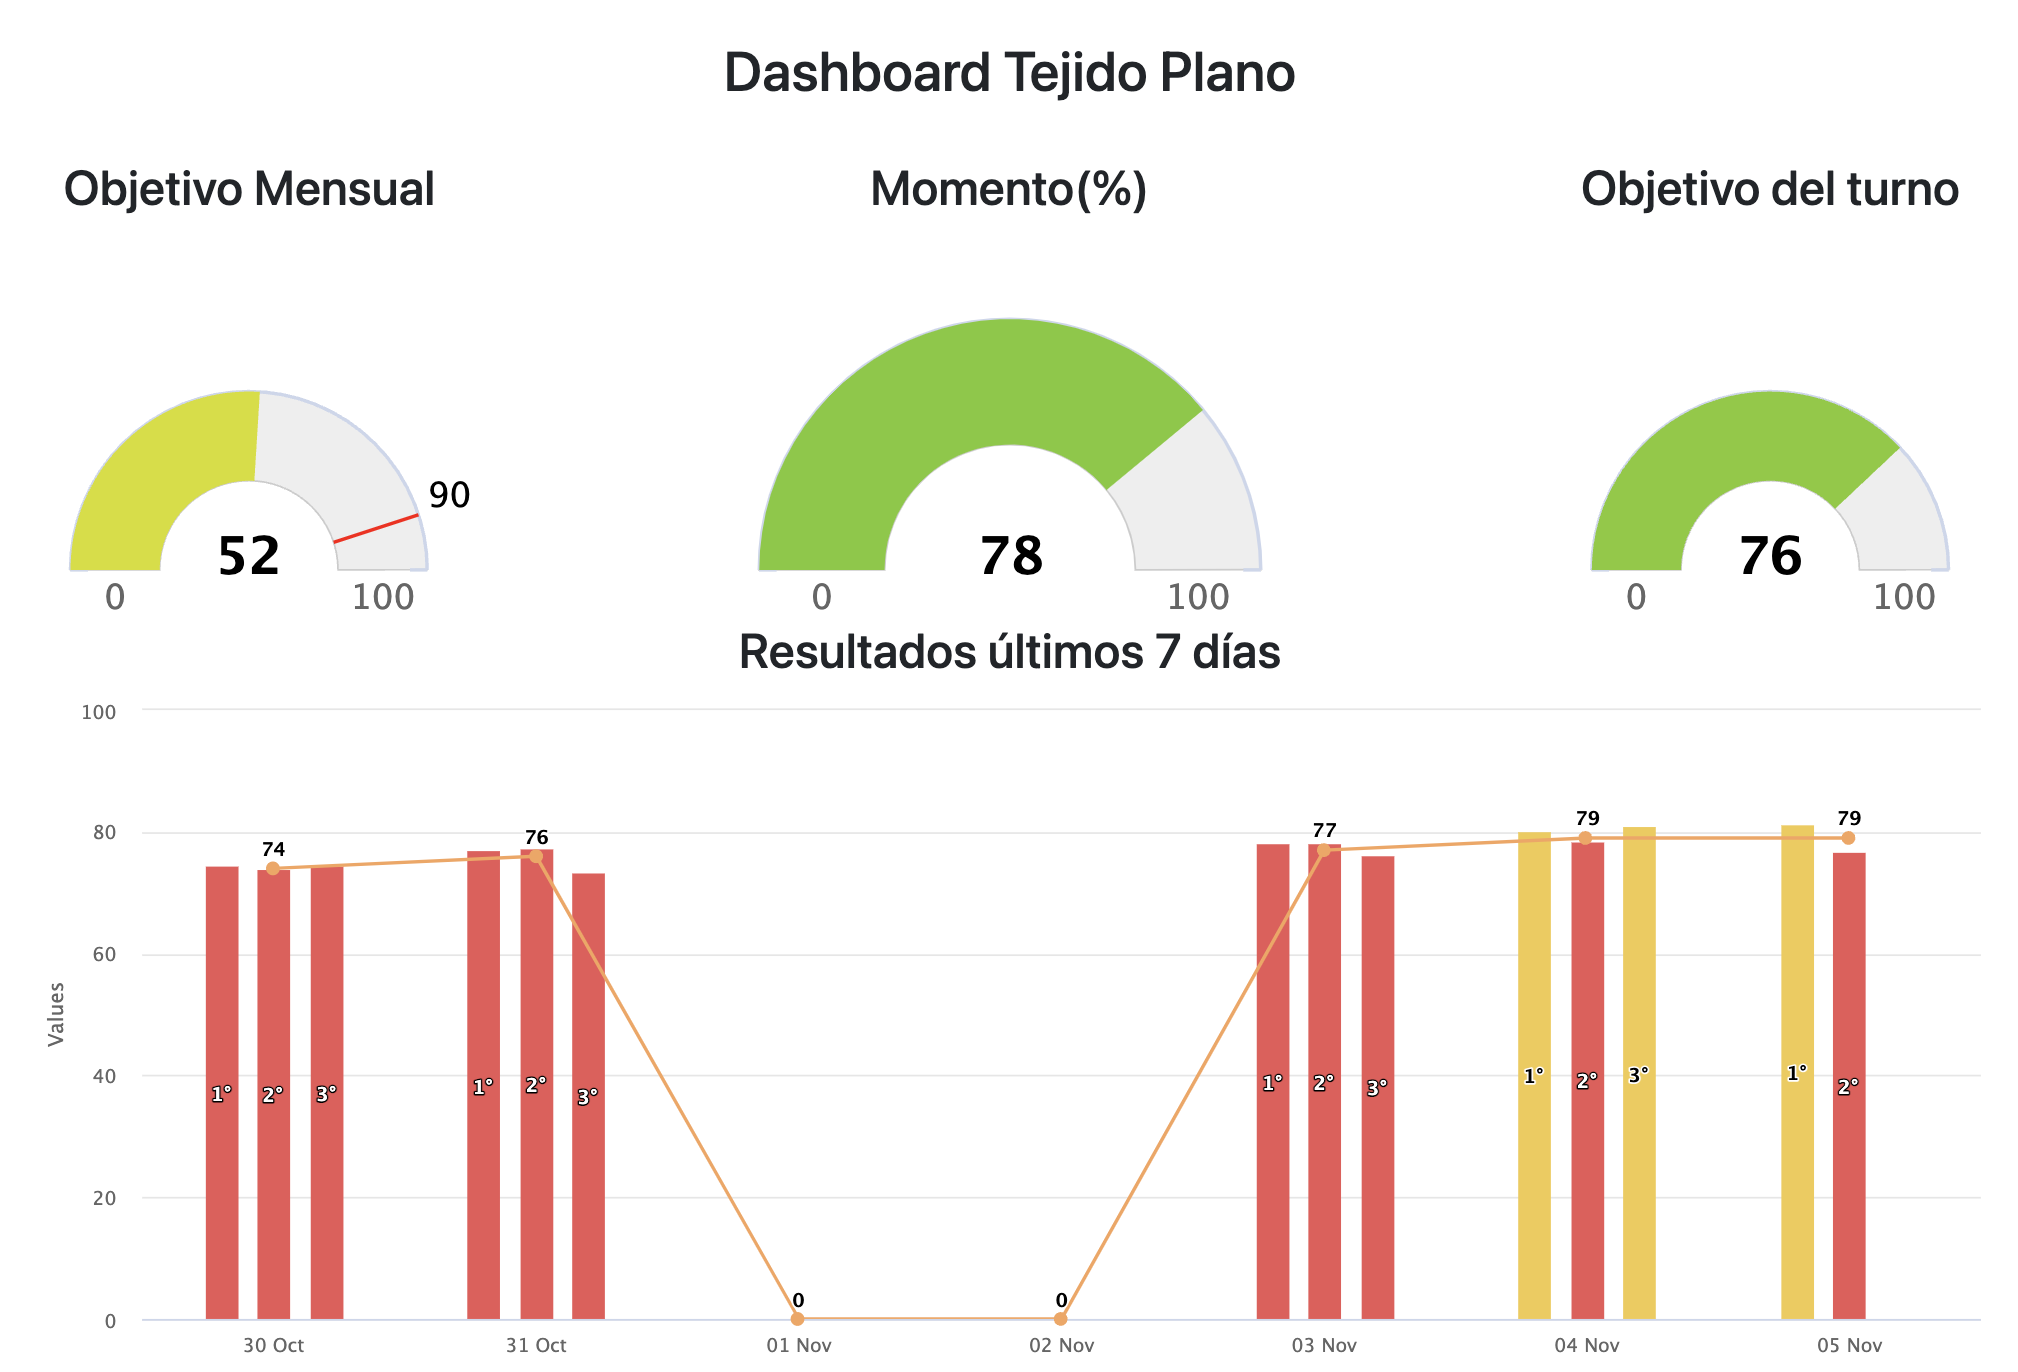 Dashboard Tejido Plano
Objetivo Mensual
Momento(%)
Objetivo del turno
90
52
0
100
78
0
100
76
0
100
Resultados últimos 7 días
Values
100
80
60
40
20
0
74
76
0
0
77
79
79
1°
2°
3°
1°
2°
3°
1°
2°
3°
1°
2°
3°
1°
2°
30 Oct
31 Oct
01 Nov
02 Nov
03 Nov
04 Nov
05 Nov